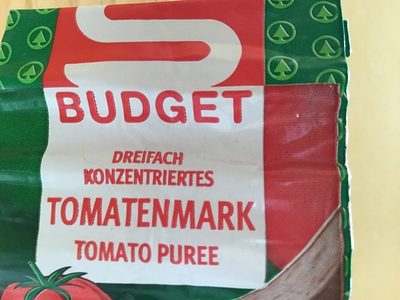 S
BUDGET
DREIFACH
KONZENTRIERTES
TOMATENMARK
TOMATO PUREE